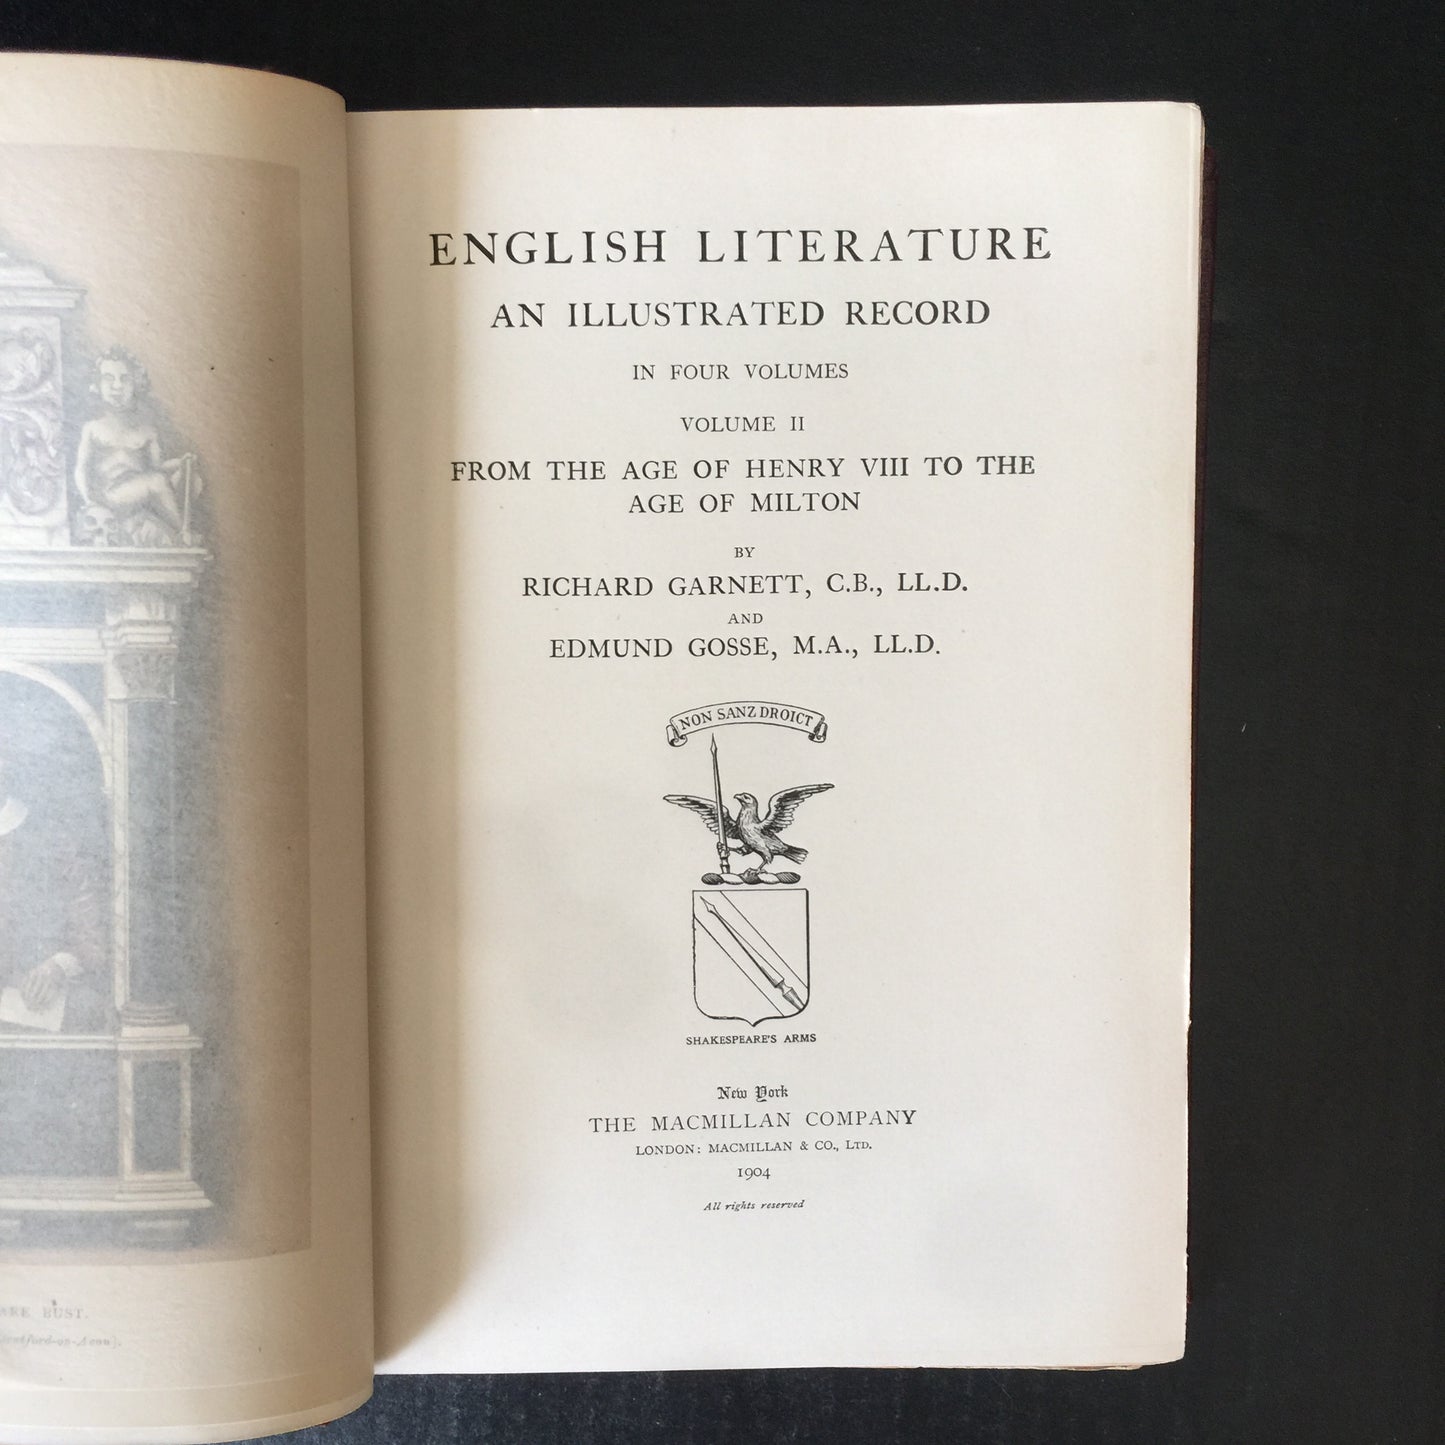 ENGLISH LITERATURE
AN ILLUSTRATED RECORD
IN FOUR VOLUMES
VOLUME II
FROM THE AGE OF HENRY VIII TO THE
AGE OF MILTON
BY
RICHARD GARNETT, C.B., LL.D.
AND
EDMUND GOSSE, M.A., LL.D.
NON SANZ DROICT
SHAKESPEARE'S ARMS
New York
THE MACMILLAN COMPANY
LONDON: MACMILLAN & CO., LTD.
1904
All rights reserved
BUST.